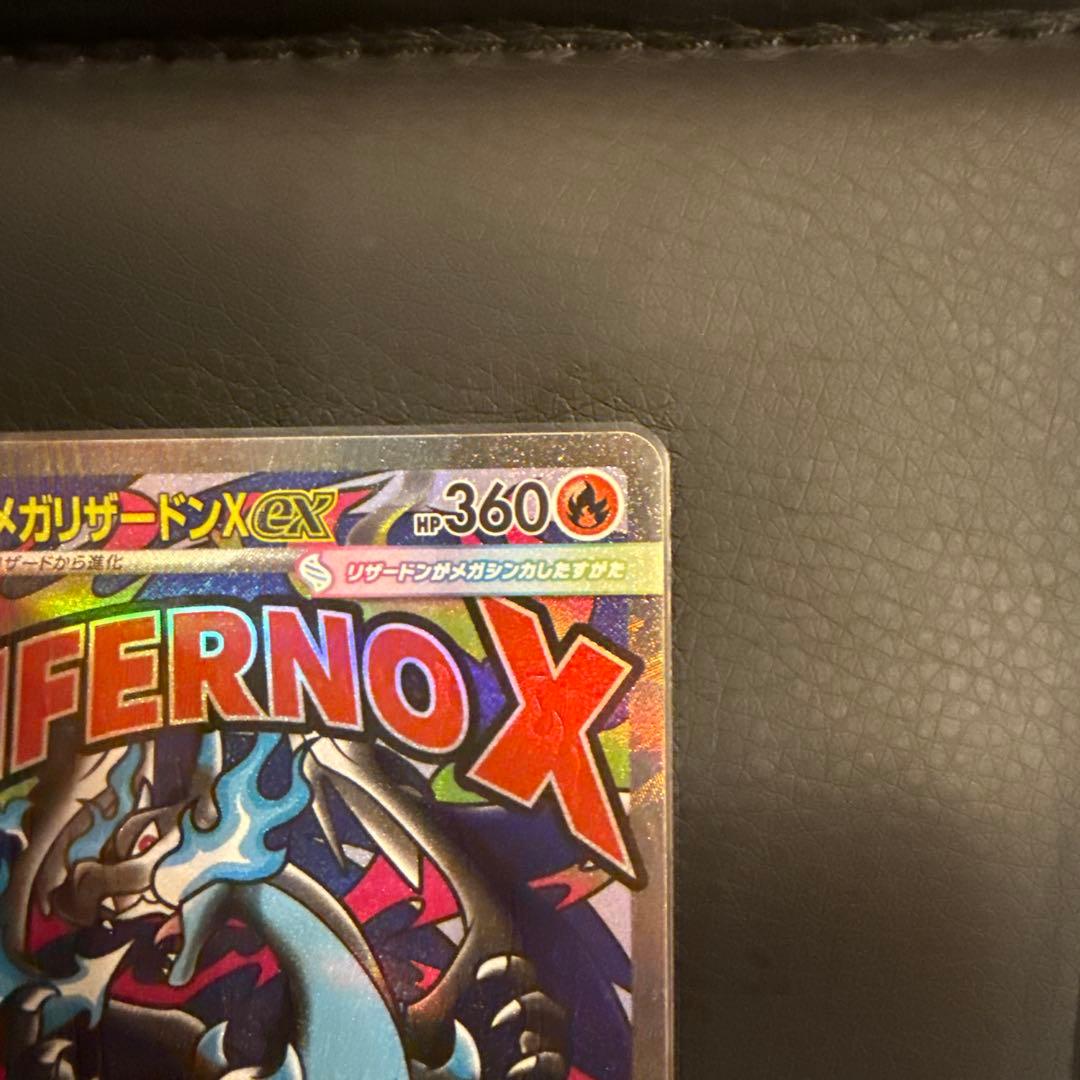 メガリザードンXex HP360
ザードから進化 リザードンがメガシンカしたすがた
NFERNO X